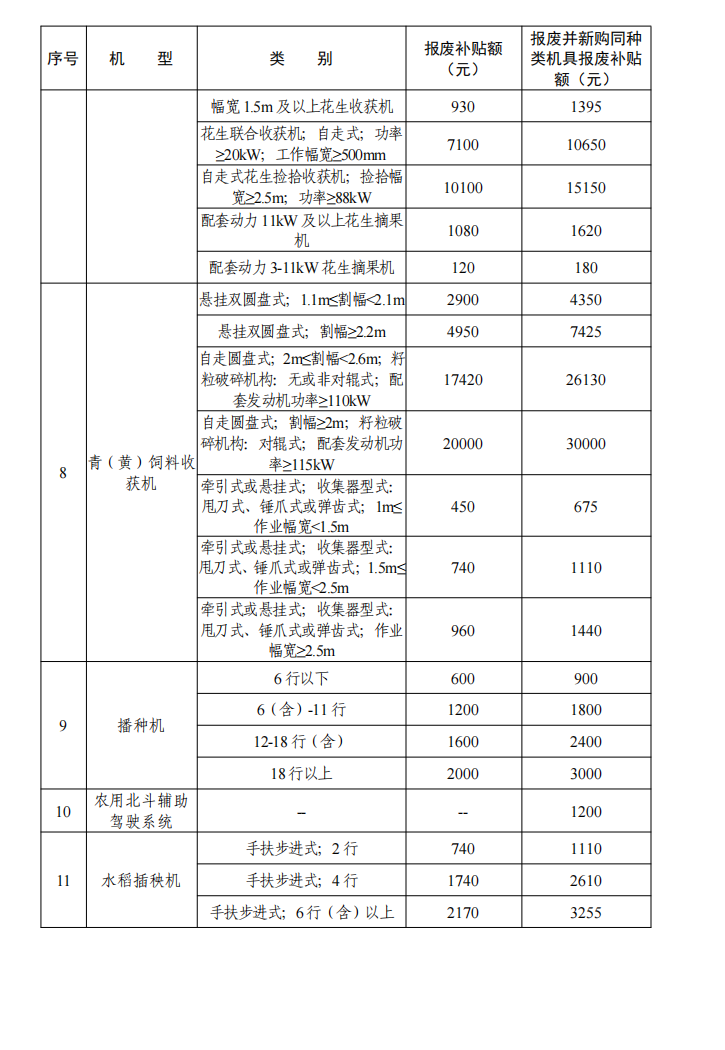 序号 机 型 类 别 报废补贴额（元） 报废并新购同种类机具报废补贴额（元）
幅宽 1.5m 及以上花生收获机 930 1395
花生联合收获机；自走式；功率≥20kW；工作幅宽≥500mm 7100 10650
自走式花生捡拾收获机；捡拾幅宽≥2.5m；功率≥88kW 10100 15150
配套动力 11kW 及以上花生摘果机 1080 1620
配套动力 3-11kW 花生摘果机 120 180
8 青（黄）饲料收获机 悬挂双圆盘式；1.1m≤割幅<2.1m 2900 4350
悬挂双圆盘式；割幅≥2.2m 4950 7425
自走圆盘式；2m≤割幅<2.6m；籽粒破碎机构：无或非对辊式；配套发动机功率≥110kW 17420 26130
自走圆盘式；割幅≥2m；籽粒破碎机构：对辊式；配套发动机功率≥115kW 20000 30000
牵引式或悬挂式；收集器型式：甩刀式、锤爪式或弹齿式；1m≤作业幅宽<1.5m 450 675
牵引式或悬挂式；收集器型式：甩刀式、锤爪式或弹齿式；1.5m≤作业幅宽<2.5m 740 1110
牵引式或悬挂式；收集器型式：甩刀式、锤爪式或弹齿式；作业幅宽≥2.5m 960 1440
9 播种机 6 行以下 600 900
6（含）-11 行 1200 1800
12-18 行（含） 1600 2400
18 行以上 2000 3000
10 农用北斗辅助驾驶系统 -- -- 1200
11 水稻插秧机 手扶步进式；2 行 740 1110
手扶步进式；4 行 1740 2610
手扶步进式；6 行（含）以上 2170 3255